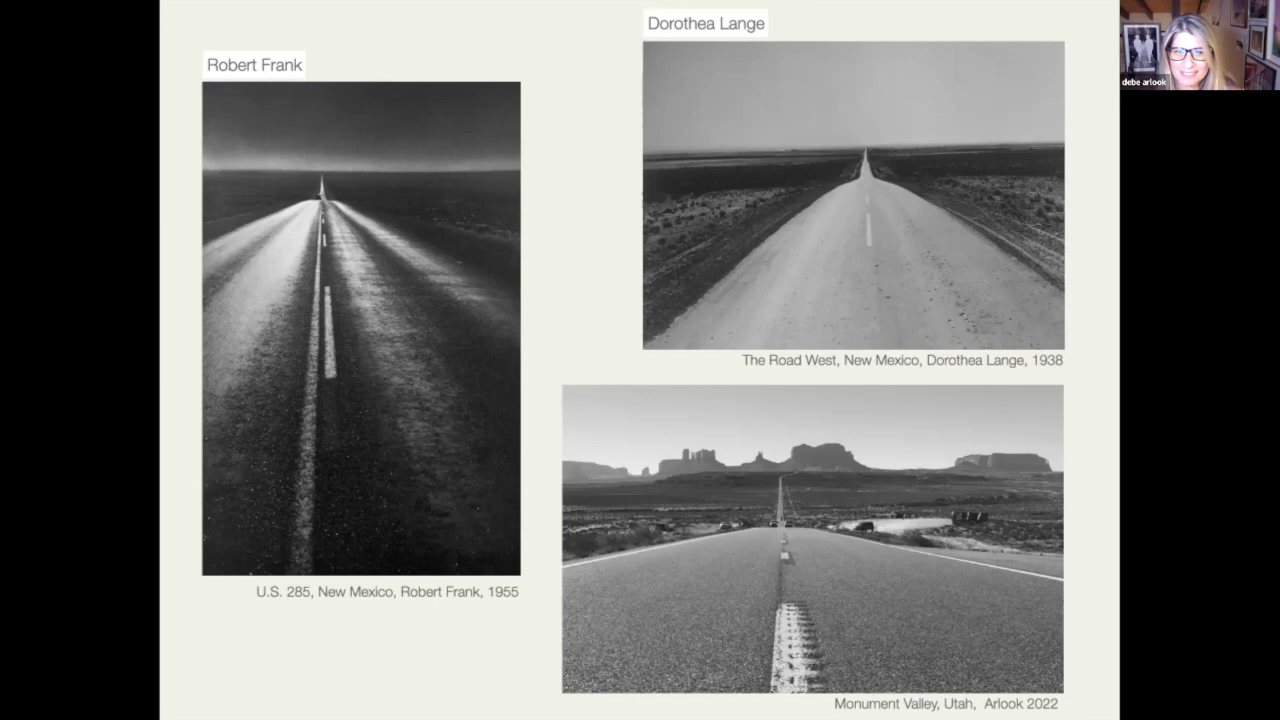 Robert Frank
U.S. 285, New Mexico, Robert Frank, 1955
Dorothea Lange
The Road West, New Mexico, Dorothea Lange, 1938
Monument Valley, Utah, Arlook 2022
debe arlook